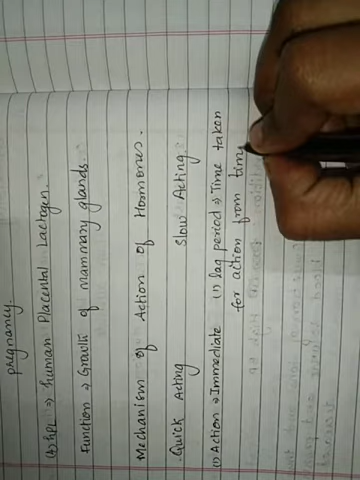 pregnancy.
(4) hPL ⇒ human Placental Lactogen.
Function ⇒ Growth of mammary glands.
Mechanism of Action of Hormones.
Quick Acting    Slow Acting
(1) Action ⇒ Immediate    (1) lag period ⇒ Time taken
for action from tim